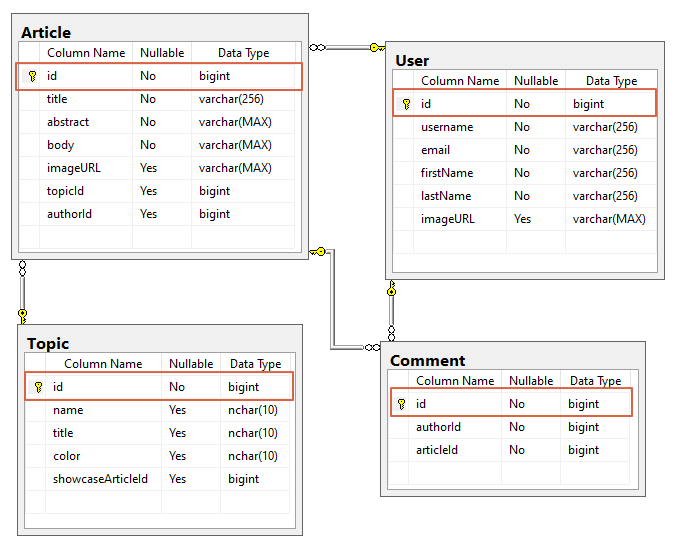 Article
Column Name Nullable Data Type
id No bigint
title No varchar(256)
abstract No varchar(MAX)
body No varchar(MAX)
imageURL Yes varchar(MAX)
topicId Yes bigint
authorId Yes bigint
User
Column Name Nullable Data Type
id No bigint
username No varchar(256)
email No varchar(256)
firstName No varchar(256)
lastName No varchar(256)
imageURL Yes varchar(MAX)
Topic
Column Name Nullable Data Type
id No bigint
name Yes nchar(10)
title Yes nchar(10)
color Yes nchar(10)
showcaseArticleId Yes bigint
Comment
Column Name Nullable Data Type
id No bigint
authorId No bigint
articleId No bigint